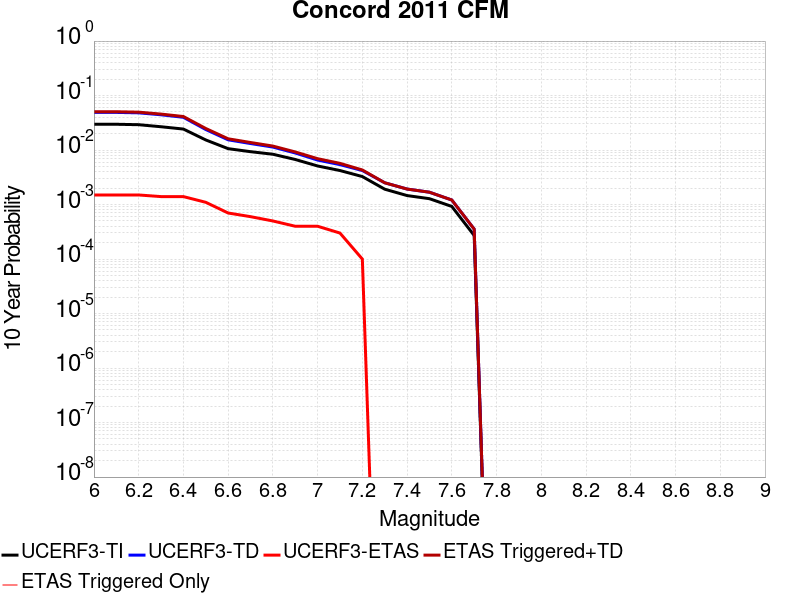 Concord 2011 CFM
10 Year Probability
10^0
10^-1
10^-2
10^-3
10^-4
10^-5
10^-6
10^-7
10^-8
6 6.2 6.4 6.6 6.8 7 7.2 7.4 7.6 7.8 8 8.2 8.4 8.6 8.8 9
Magnitude
UCERF3-TI UCERF3-TD UCERF3-ETAS ETAS Triggered+TD
ETAS Triggered Only